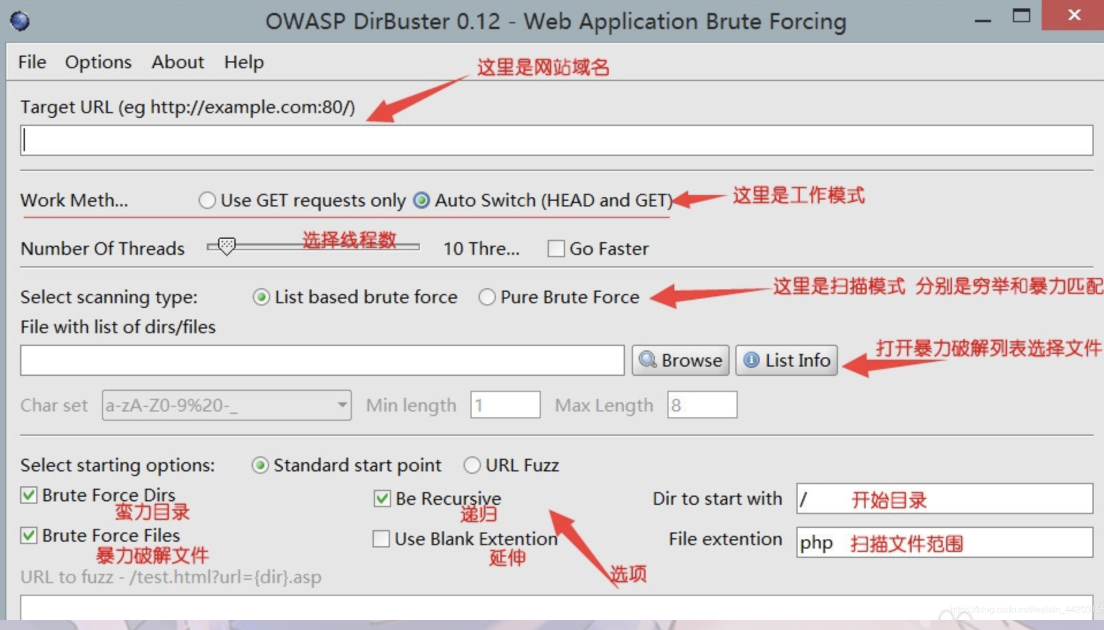 OWASP DirBuster 0.12 - Web Application Brute Forcing
File Options About Help
这里是网站域名
Target URL (eg http://example.com:80/)
Work Meth... Use GET requests only Auto Switch (HEAD and GET) 这里是工作模式
Number Of Threads 选择线程数 10 Thre... Go Faster
Select scanning type: List based brute force Pure Brute Force 这里是扫描模式 分别是穷举和暴力匹配
File with list of dirs/files
打开暴力破解列表选择文件
Browse List Info
Char set a-zA-Z0-9%20-_ Min length 1 Max Length 8
Select starting options: Standard start point URL Fuzz
Brute Force Dirs Be Recursive Dir to start with / 开始目录
蛮力目录 递归
Brute Force Files Use Blank Extention File extention php 扫描文件范围
暴力破解文件 延伸 选项
URL to fuzz - /test.html?url={dir}.asp